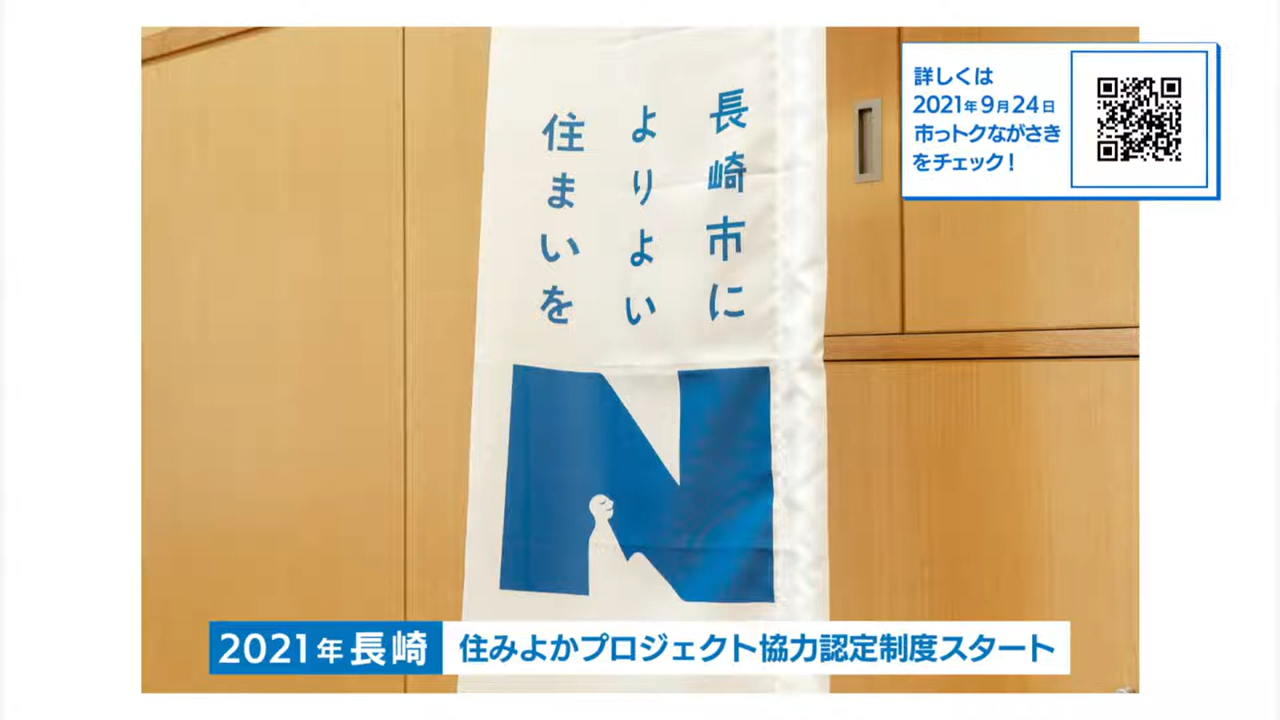 詳しくは
2021年9月24日
市っトクながさき
をチェック！
長崎市に
よりよい
住まいを
N
2021年 長崎 住みよかプロジェクト協力認定制度スタート